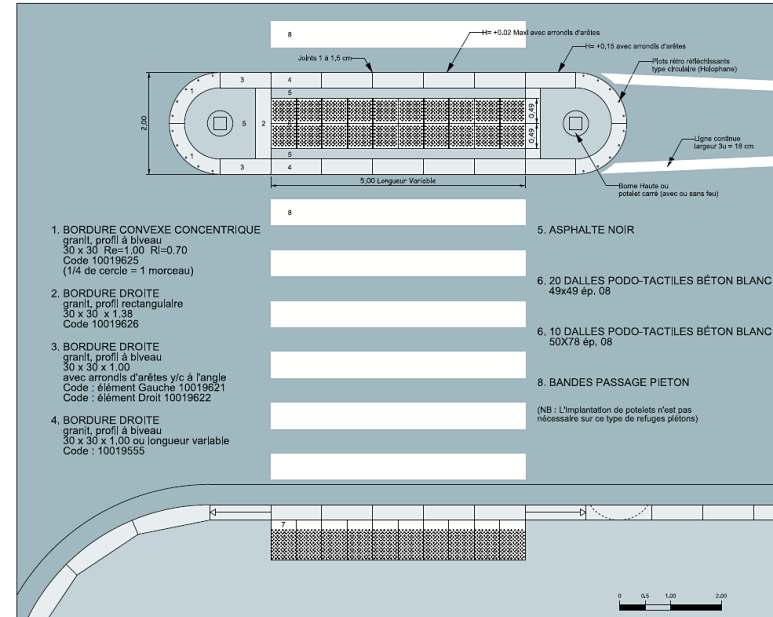 8
H= +0.02 Maxi avec arrondis d'arêtes
H= +0,15 avec arrondis d'arêtes
Joints 1 à 1,5 cm
Plots rétro réfléchissants
type circulaire (Holophane)
3
4
1
5
2,00
5
2
0,49
0,49
Ligne continue
largeur 3u = 18 cm
5
1
3
4
5,00 Longueur Variable
Borne Haute ou
potelet carré (avec ou sans feu)
8
1. BORDURE CONVEXE CONCENTRIQUE
granit, profil à biveau
30 x 30 Re=1.00 Ri=0.70
Code 10019625
(1/4 de cercle = 1 morceau)
2. BORDURE DROITE
granit, profil rectangulaire
30 x 30 x 1.38
Code 10019626
3. BORDURE DROITE
granit, profil à biveau
30 x 30 x 1.00
avec arrondis d'arêtes y/c à l'angle
Code : élément Gauche 10019621
Code : élément Droit 10019622
4, BORDURE DROITE
granit, profil à biveau
30 x 30 x 1,00 ou longueur variable
Code : 10019555
5. ASPHALTE NOIR
6. 20 DALLES PODO-TACTILES BÉTON BLANC
49x49 ép, 08
6. 10 DALLES PODO-TACTILES BÉTON BLANC
50X78 ép, 08
8. BANDES PASSAGE PIETON
(NB : L'implantation de potelets n'est pas
nécessaire sur ce type de refuges piétons)
7
0 0,5 1,00 2,00